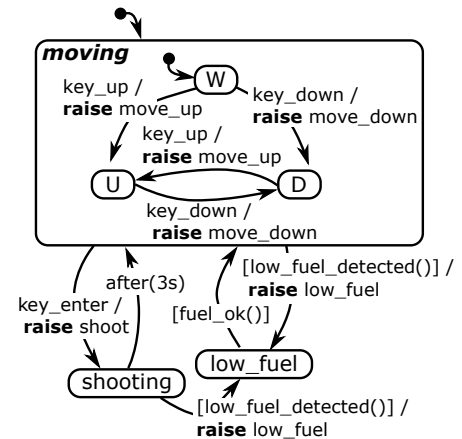 moving
W
key_up /
raise move_up
key_down /
raise move_down
key_up /
raise move_up
U
D
key_down /
raise move_down
[low_fuel_detected()] /
raise low_fuel
after(3s)
key_enter /
raise shoot
[fuel_ok()]
low_fuel
shooting
[low_fuel_detected()] /
raise low_fuel